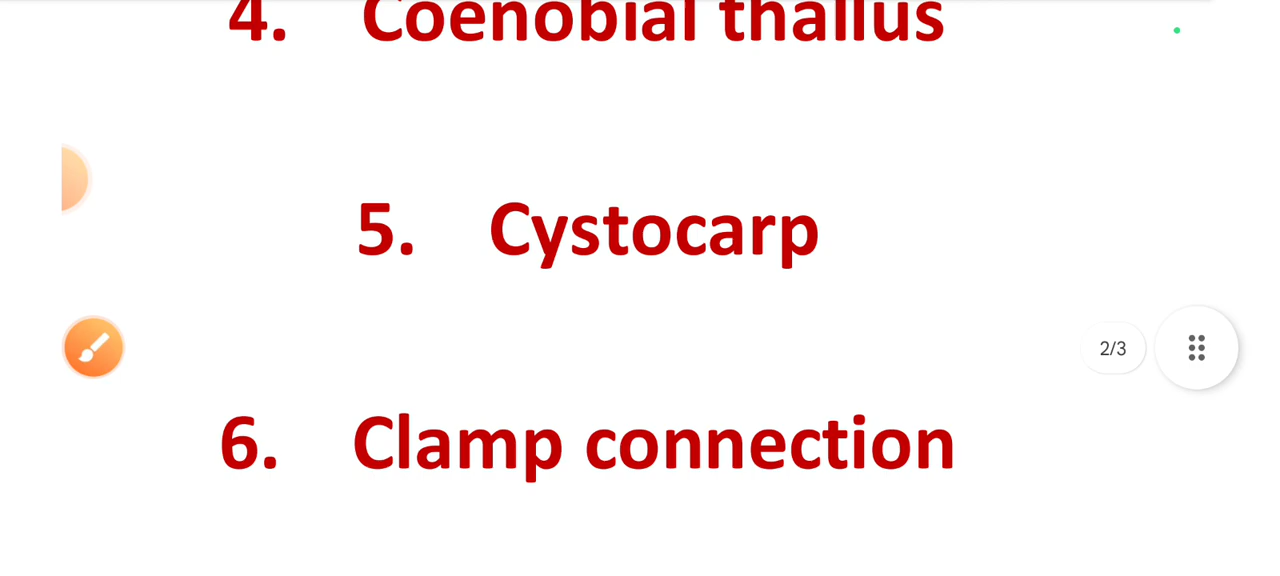 4. Coenobial thallus
5. Cystocarp
2/3
6. Clamp connection